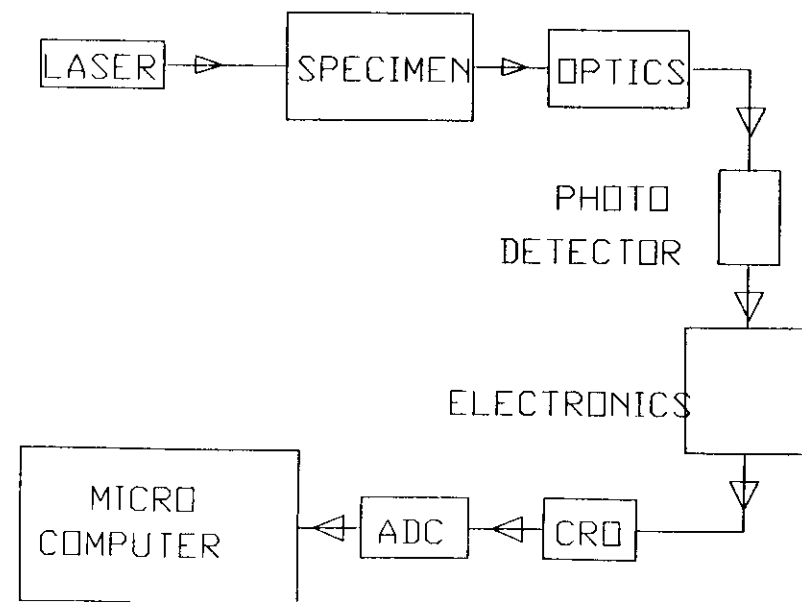 LASER
SPECIMEN
OPTICS
PHOTO
DETECTOR
ELECTRONICS
MICRO
COMPUTER
ADC
CRO